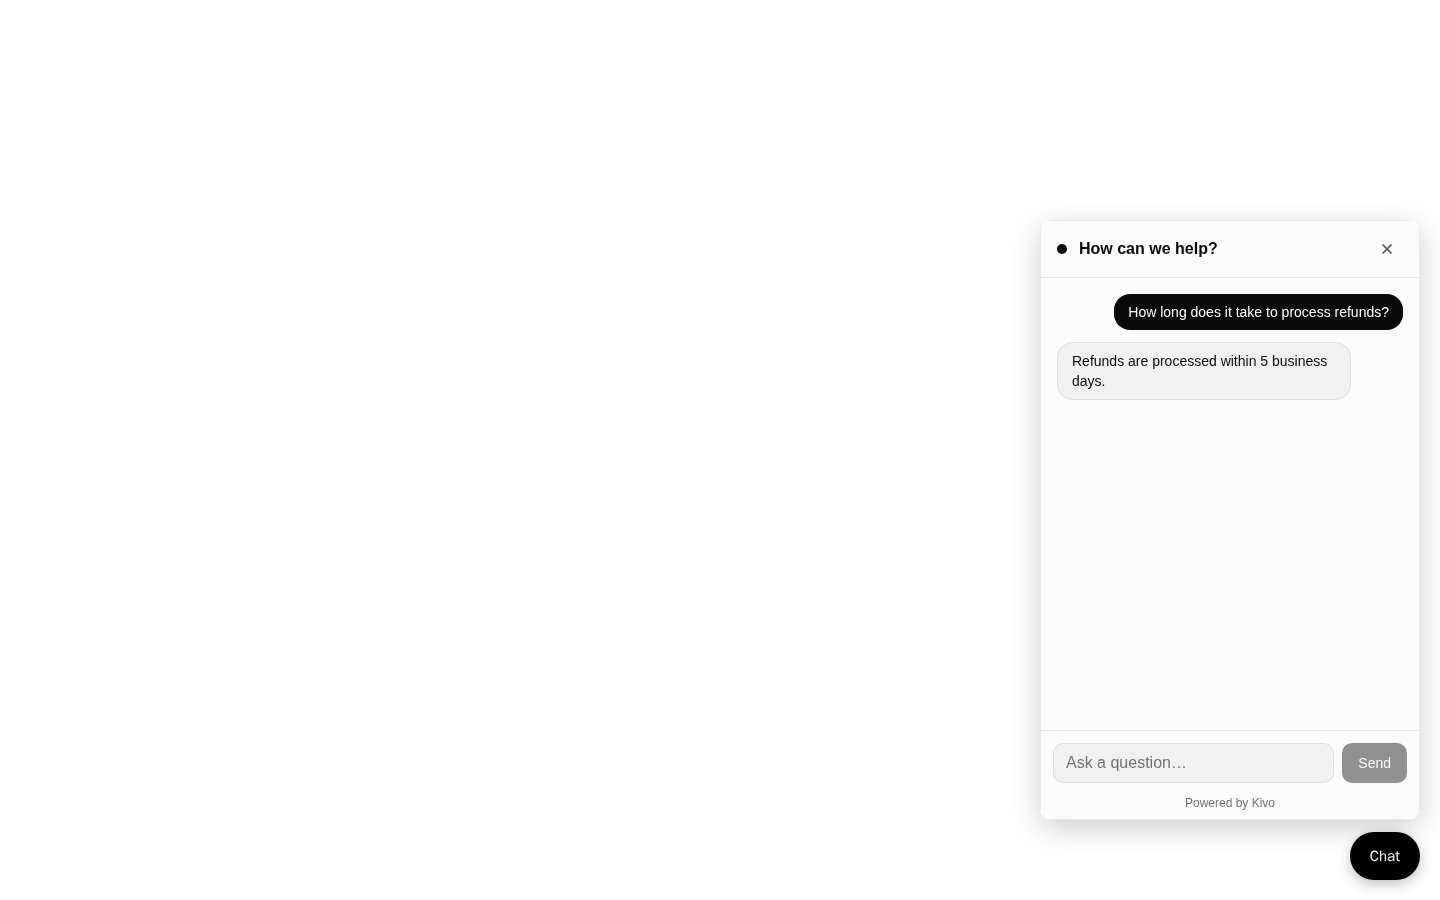 How can we help?
How long does it take to process refunds?
Refunds are processed within 5 business
days.
Ask a question…
Send
Powered by Kivo
Chat